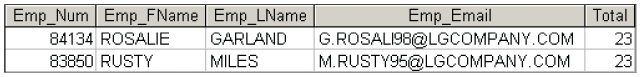 Emp_Num Emp_FName Emp_LName Emp_Email Total
84134 ROSALIE GARLAND G.ROSALI98@LGCOMPANY.COM 23
83850 RUSTY MILES M.RUSTY95@LGCOMPANY.COM 23